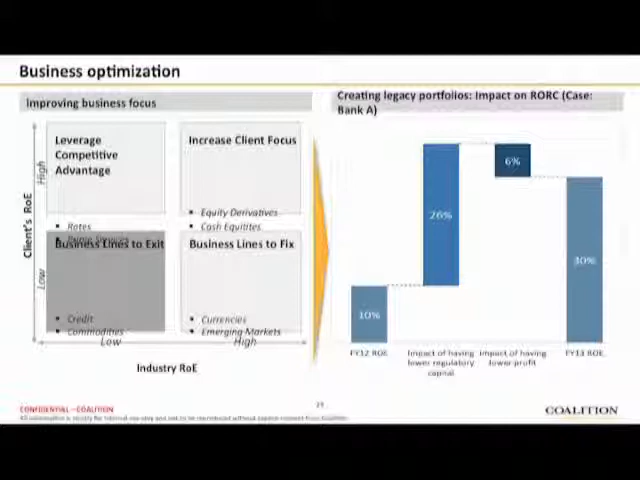 Business optimization
Improving business focus
Creating legacy portfolios: Impact on RORC (Case:
Bank A)
Leverage
Competitive
Advantage
Increase Client Focus
Rates
Equity Derivatives
Cash Equitites
Business Lines to Exit
Business Lines to Fix
Credit
Commodities
Currencies
Emerging Markets
Client's RoE
High
Low
Low
High
Industry RoE
10%
26%
6%
30%
FY12 ROE
Impact of having
lower regulatory
capital
Impact of having
lower profit
FY13 ROE
CONFIDENTIAL – COALITION
COALITION